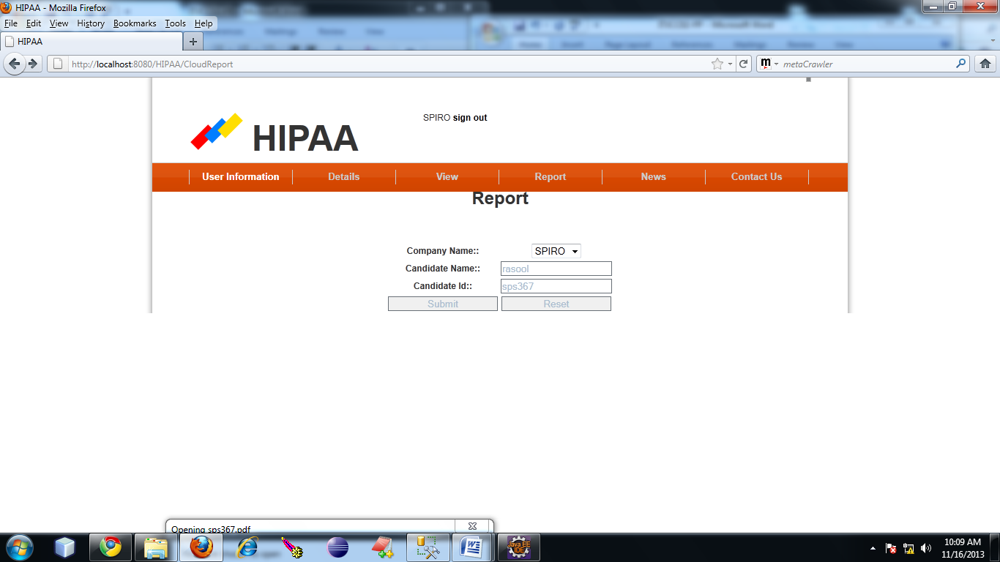 HIPAA - Mozilla Firefox
File Edit View History Bookmarks Tools Help
HIPAA
http://localhost:8080/HIPAA/CloudReport
metaCrawler
SPIRO sign out
HIPAA
User Information Details View Report News Contact Us
Report
Company Name:: SPIRO
Candidate Name:: rasool
Candidate Id:: sps367
Submit Reset
Opening sps367.pdf
Java EE
IDE
10:09 AM
11/16/2013